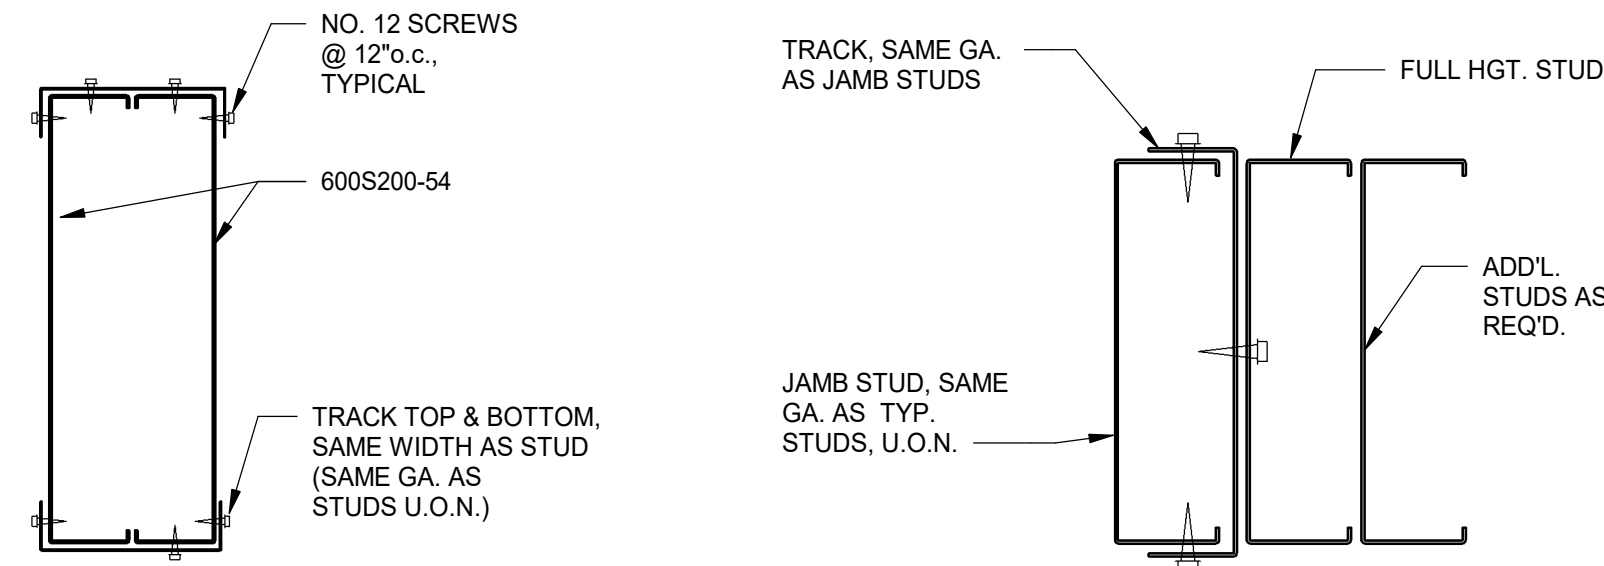 NO. 12 SCREWS
@ 12"o.c.,
TYPICAL
600S200-54
TRACK TOP & BOTTOM,
SAME WIDTH AS STUD
(SAME GA. AS
STUDS U.O.N.)
TRACK, SAME GA.
AS JAMB STUDS
FULL HGT. STUD
ADD'L.
STUDS AS
REQ'D.
JAMB STUD, SAME
GA. AS TYP.
STUDS, U.O.N.